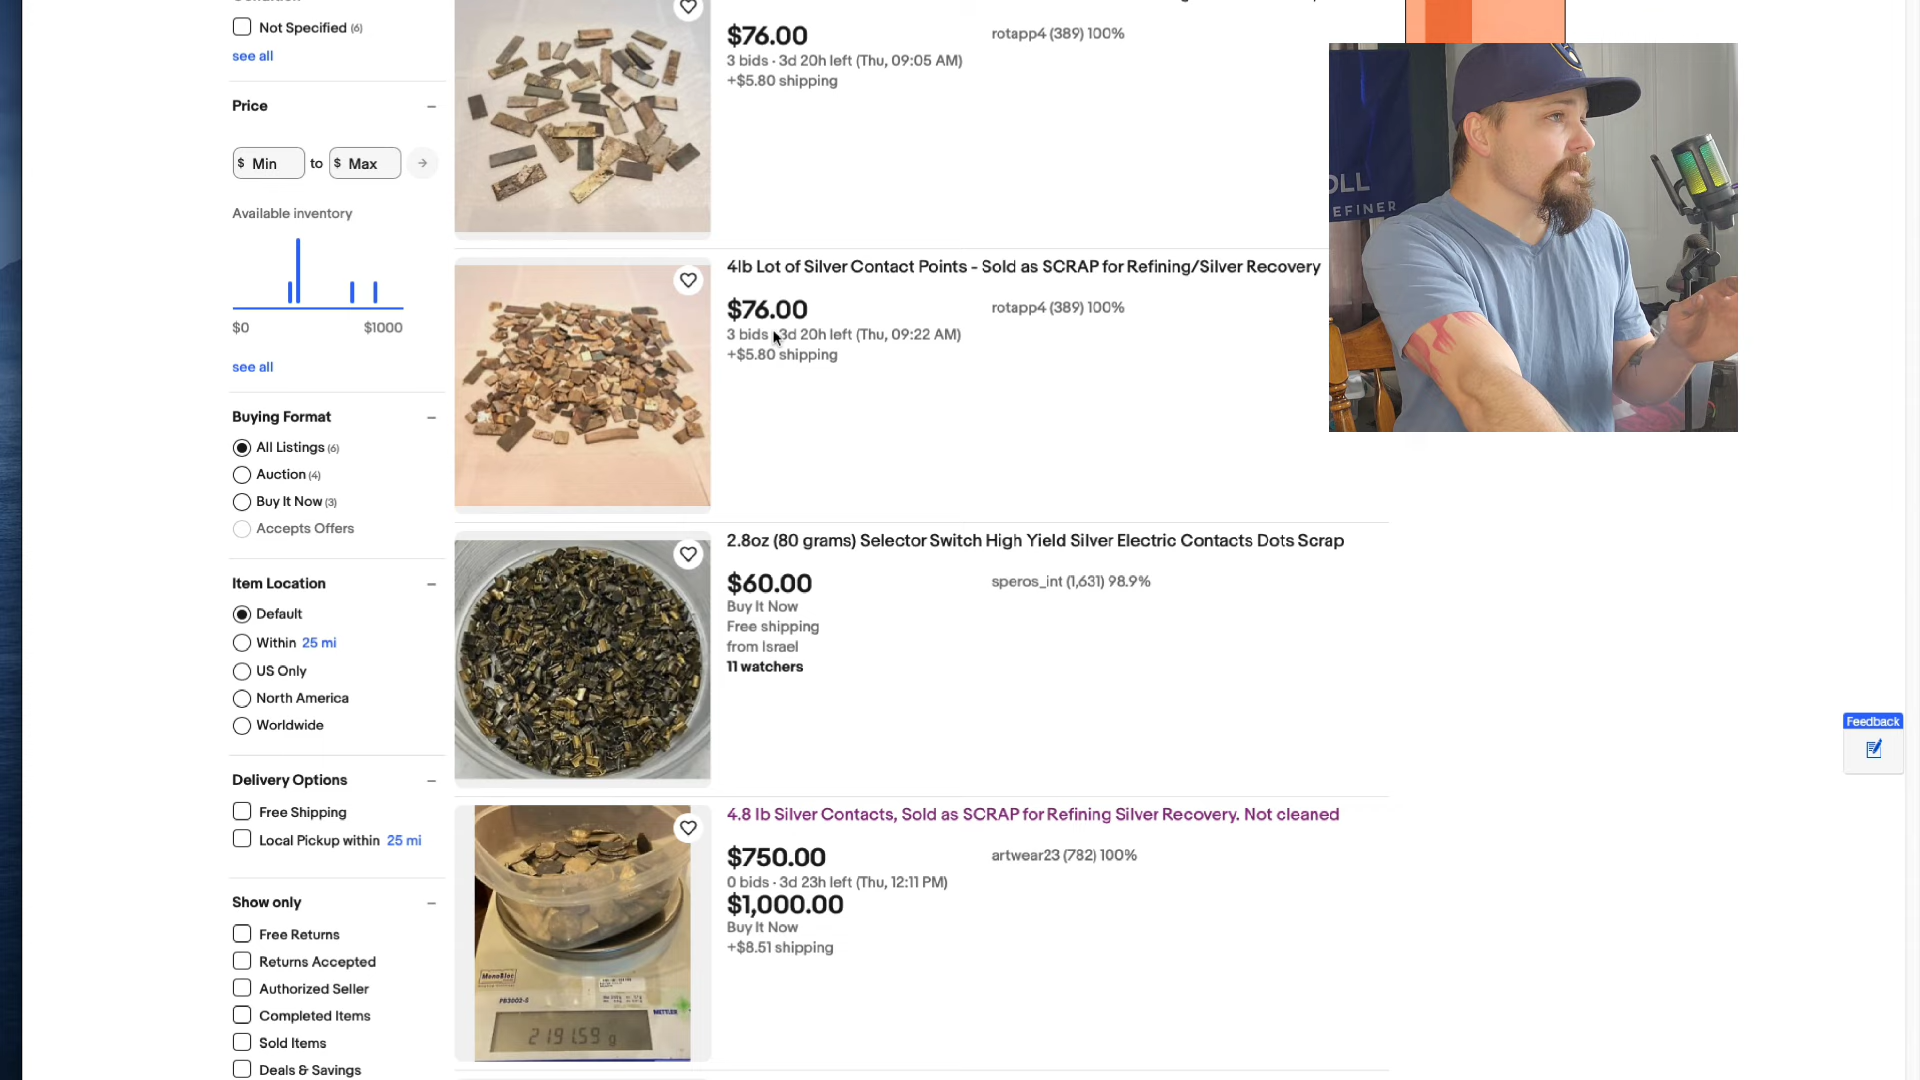 Not Specified (6)
see all
Price
$ Min to $ Max
Available inventory
$0 $1000
see all
Buying Format
All Listings (6)
Auction (4)
Buy It Now (3)
Accepts Offers
Item Location
Default
Within 25 mi
US Only
North America
Worldwide
Delivery Options
Free Shipping
Local Pickup within 25 mi
Show only
Free Returns
Returns Accepted
Authorized Seller
Completed Items
Sold Items
Deals & Savings
$76.00
rotapp4 (389) 100%
3 bids · 3d 20h left (Thu, 09:05 AM)
+$5.80 shipping
4lb Lot of Silver Contact Points - Sold as SCRAP for Refining/Silver Recovery
$76.00
rotapp4 (389) 100%
3 bids · 3d 20h left (Thu, 09:22 AM)
+$5.80 shipping
2.8oz (80 grams) Selector Switch High Yield Silver Electric Contacts Dots Scrap
$60.00
speros_int (1,631) 98.9%
Buy It Now
Free shipping
from Israel
11 watchers
4.8 lb Silver Contacts, Sold as SCRAP for Refining Silver Recovery. Not cleaned
$750.00
artwear23 (782) 100%
0 bids · 3d 23h left (Thu, 12:11 PM)
$1,000.00
Buy It Now
+$8.51 shipping
PB3002-S
METTLER
2191.59 g
OLL
EFINER
Feedback